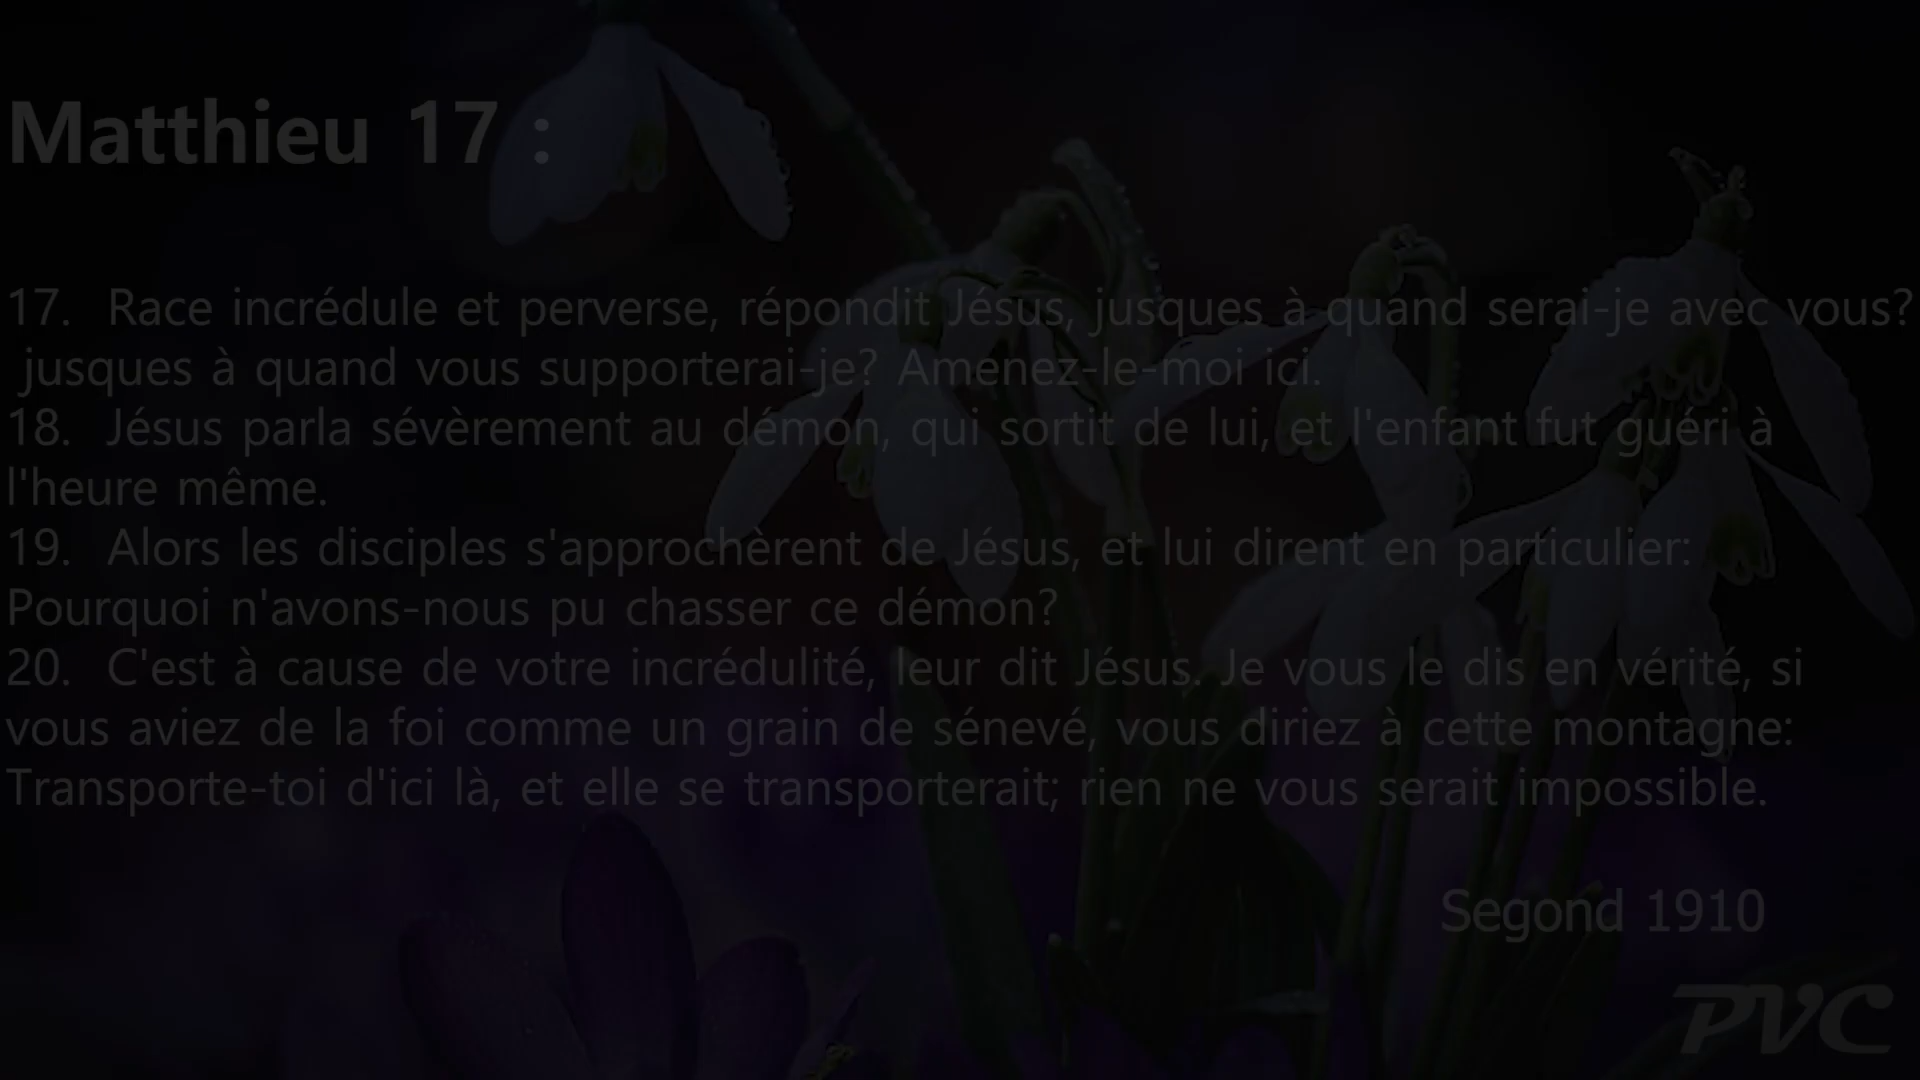 Matthieu 17 :
17. Race incrédule et perverse, répondit Jésus, jusques à quand serai-je avec vous?
jusques à quand vous supporterai-je? Amenez-le-moi ici.
18. Jésus parla sévèrement au démon, qui sortit de lui, et l'enfant fut guéri à
l'heure même.
19. Alors les disciples s'approchèrent de Jésus, et lui dirent en particulier:
Pourquoi n'avons-nous pu chasser ce démon?
20. C'est à cause de votre incrédulité, leur dit Jésus. Je vous le dis en vérité, si
vous aviez de la foi comme un grain de sénevé, vous diriez à cette montagne:
Transporte-toi d'ici là, et elle se transporterait; rien ne vous serait impossible.
Segond 1910
PVC